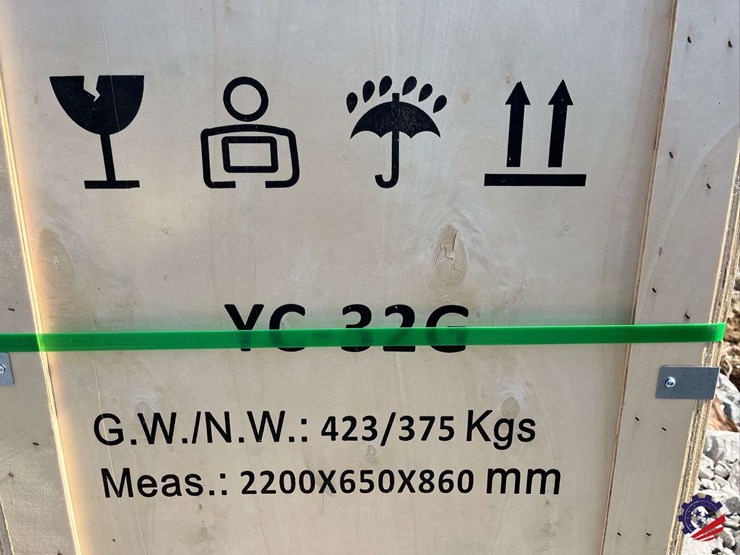 YC 32G
G.W./N.W.: 423/375 Kgs
Meas.: 2200X650X860 mm